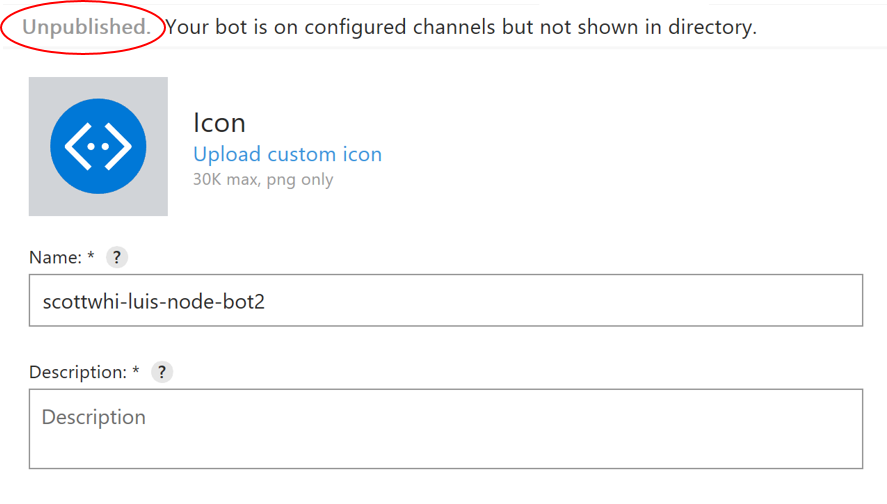 Unpublished. Your bot is on configured channels but not shown in directory.
Icon
Upload custom icon
30K max, png only
Name: * ?
scottwhi-luis-node-bot2
Description: * ?
Description